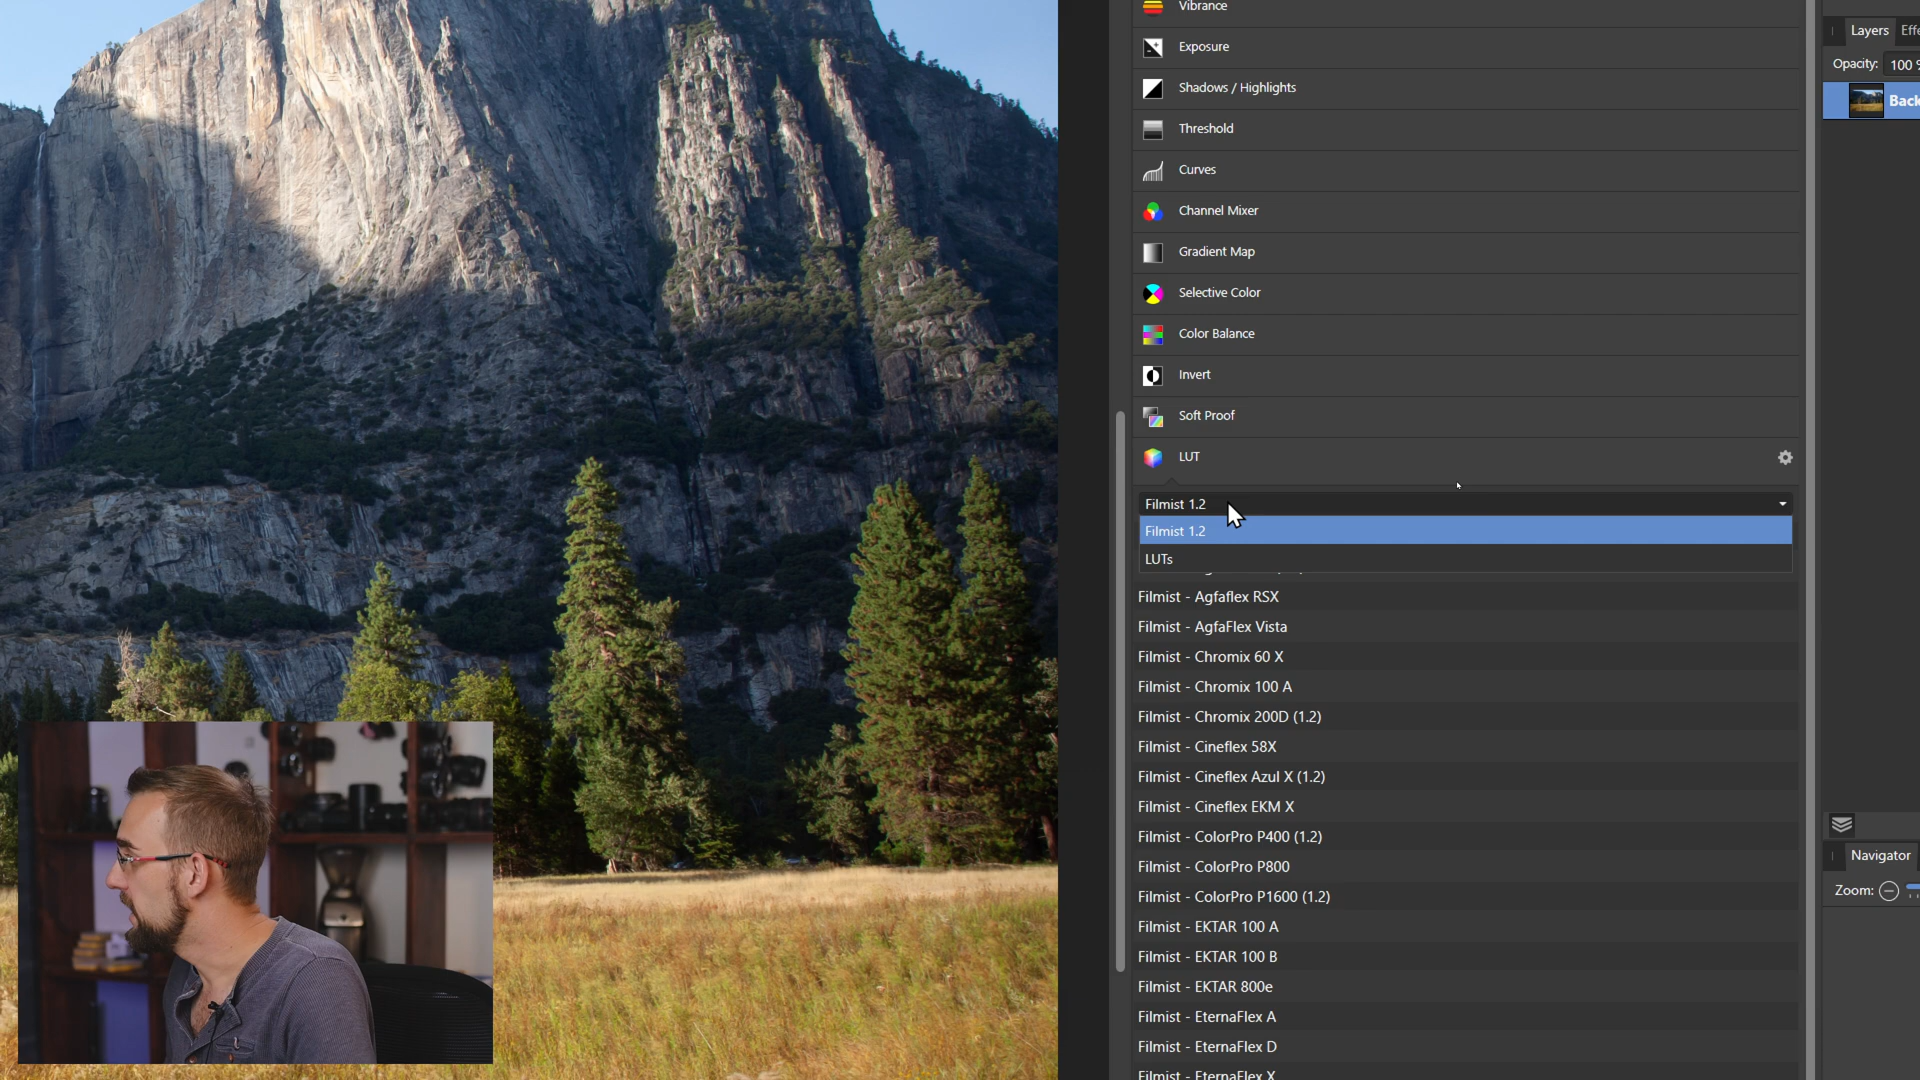 Vibrance
Exposure
Shadows / Highlights
Threshold
Curves
Channel Mixer
Gradient Map
Selective Color
Color Balance
Invert
Soft Proof
LUT
Filmist 1.2
Filmist 1.2
LUTs
Filmist - Agfaflex RSX
Filmist - AgfaFlex Vista
Filmist - Chromix 60 X
Filmist - Chromix 100 A
Filmist - Chromix 200D (1.2)
Filmist - Cineflex 58X
Filmist - Cineflex Azul X (1.2)
Filmist - Cineflex EKM X
Filmist - ColorPro P400 (1.2)
Filmist - ColorPro P800
Filmist - ColorPro P1600 (1.2)
Filmist - EKTAR 100 A
Filmist - EKTAR 100 B
Filmist - EKTAR 800e
Filmist - EternaFlex A
Filmist - EternaFlex D
Filmist - EternaFlex X
Layers Effe
Opacity: 100 %
Back
Navigator
Zoom: